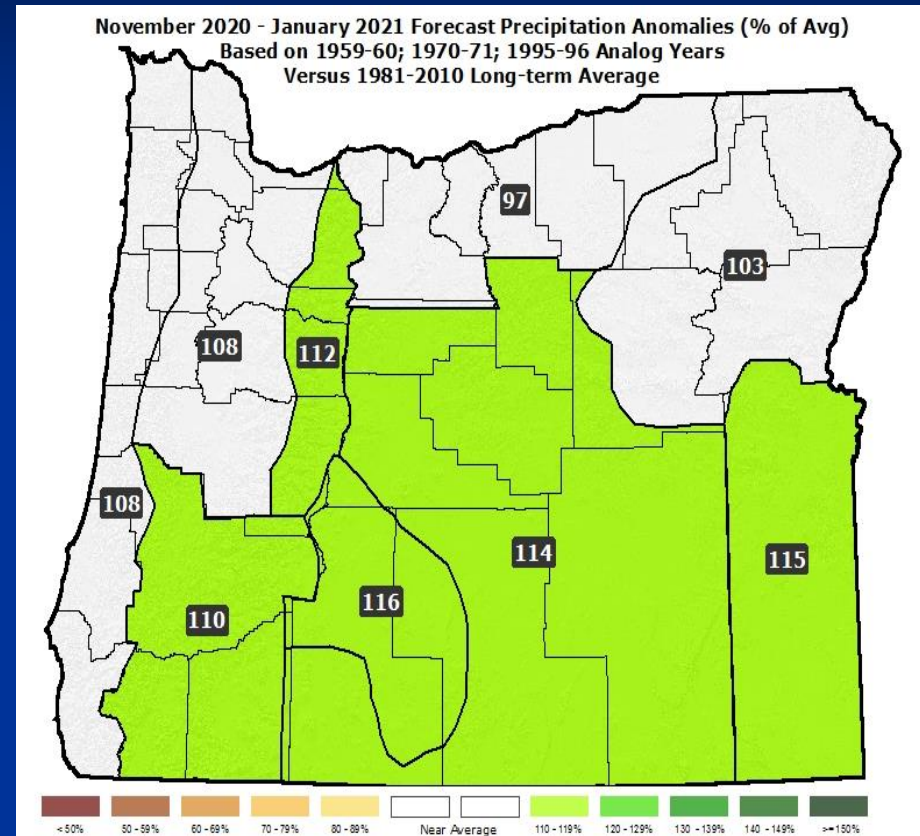 November 2020 - January 2021 Forecast Precipitation Anomalies (% of Avg)
Based on 1959-60; 1970-71; 1995-96 Analog Years
Versus 1981-2010 Long-term Average
97
103
108
112
108
114
115
116
110
<50% 50 - 59% 60 - 69% 70 - 79% 80 - 89% Near Average 110 - 119% 120 - 129% 130 - 139% 140 - 149% >=150%